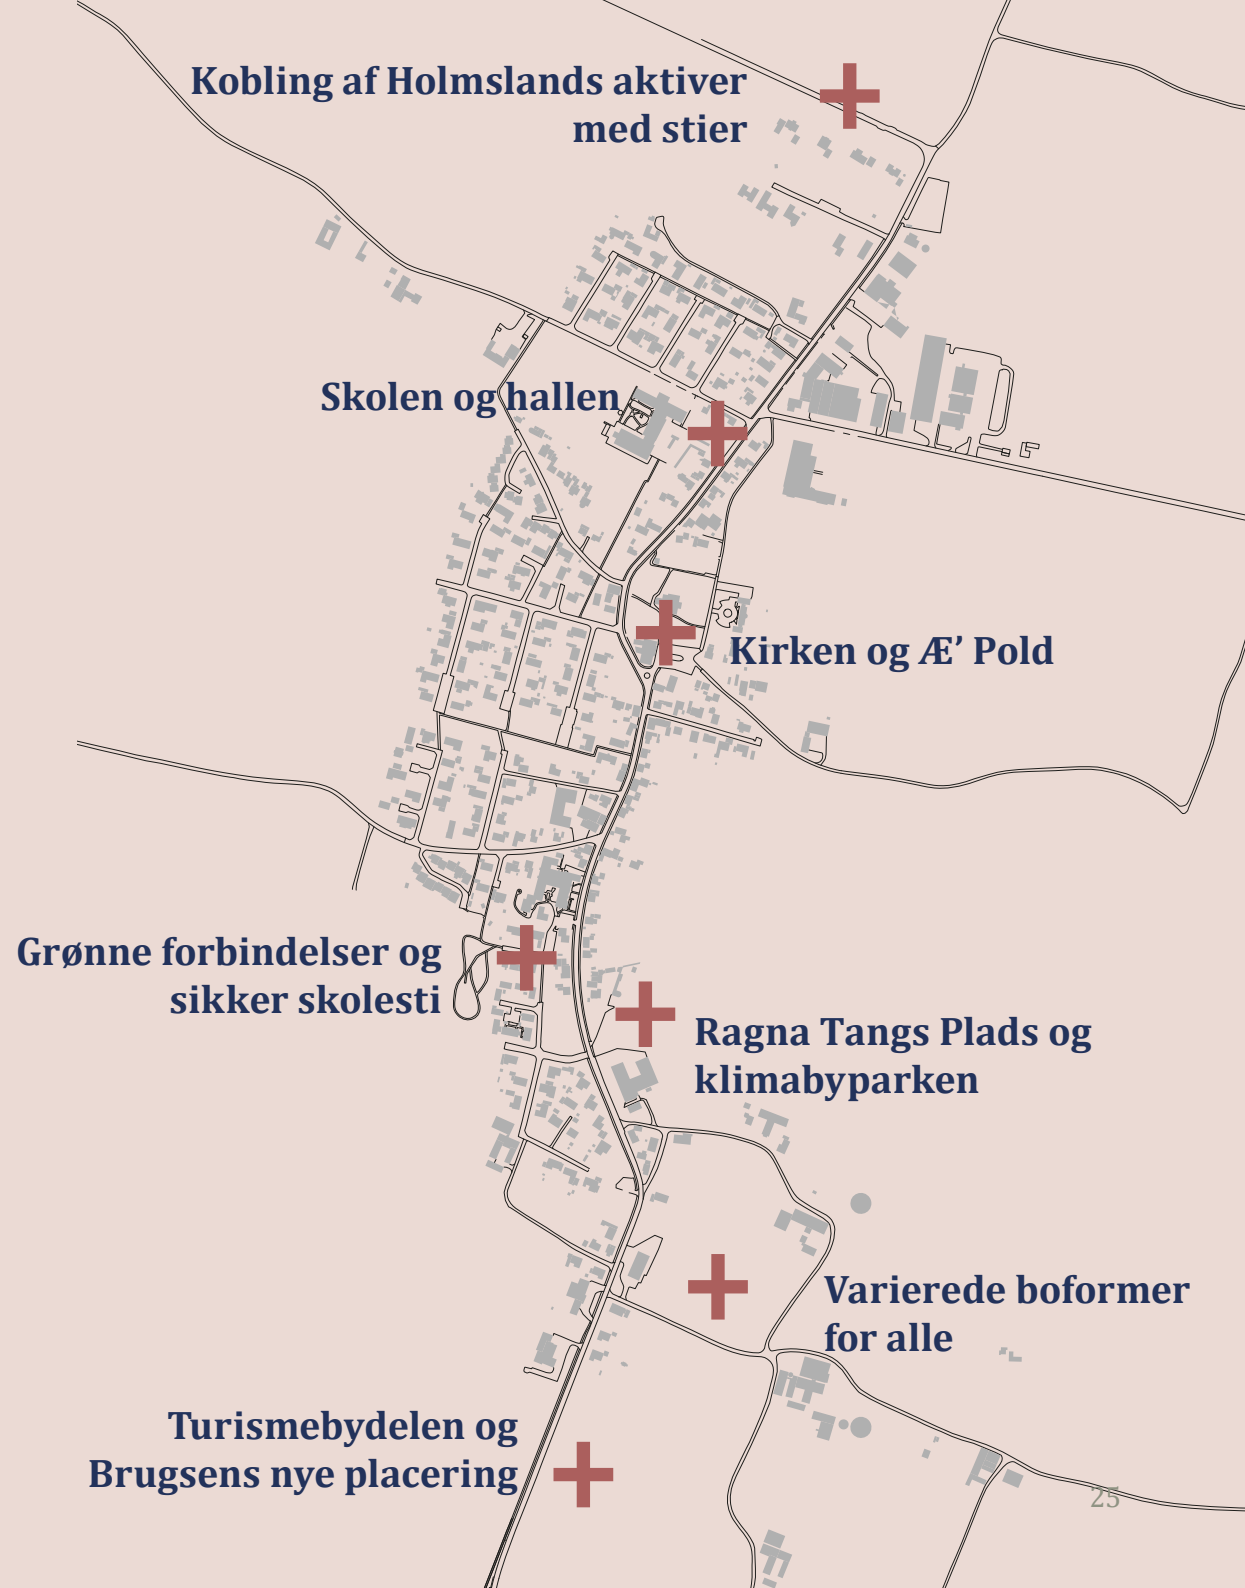 Kobling af Holmslands aktiver
med stier
Skolen og hallen
Kirken og Æ’ Pold
Grønne forbindelser og
sikker skolesti
Ragna Tangs Plads og
klimabyparken
Varierede boformer
for alle
Turismebydelen og
Brugsens nye placering
25